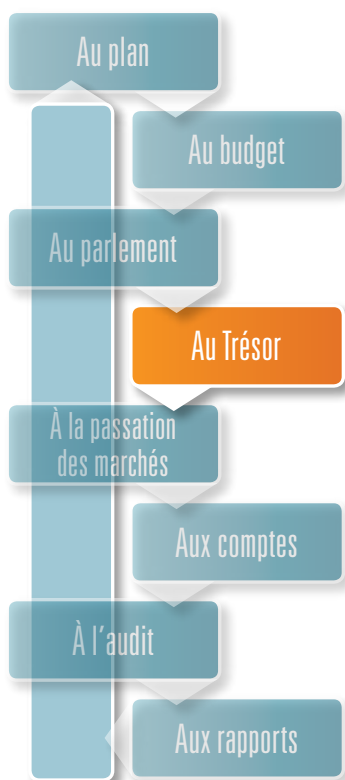 Au plan
Au budget
Au parlement
Au Trésor
À la passation
des marchés
Aux comptes
À l’audit
Aux rapports